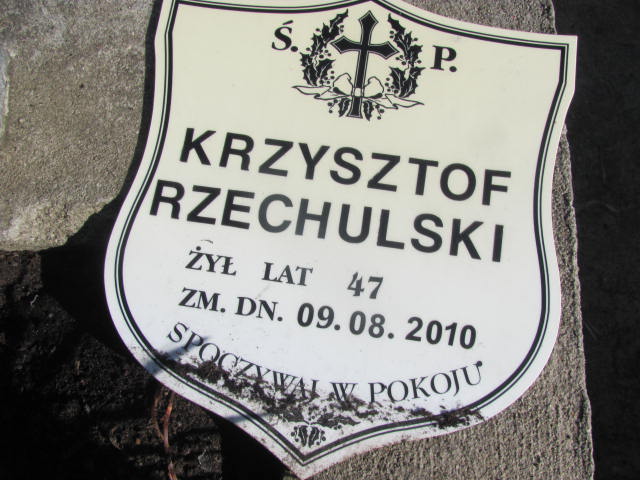 Ś. P.
KRZYSZTOF
RZECHULSKI
ŻYŁ LAT 47
ZM. DN. 09.08.2010
SPOCZYWAJ W POKOJU